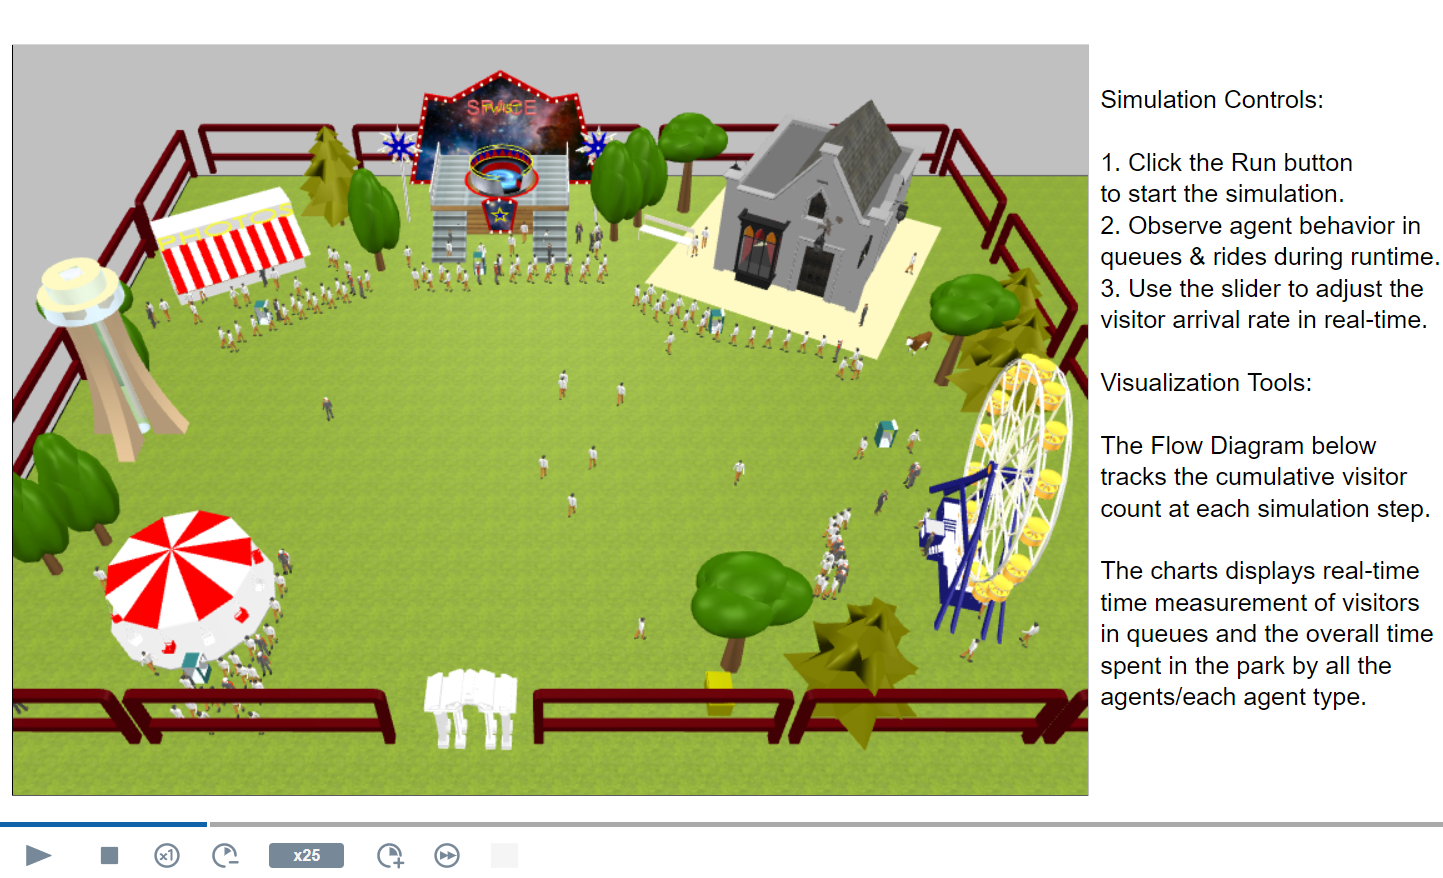 SPACE
TWIST
PHOTOS
Simulation Controls:
1. Click the Run button
to start the simulation.
2. Observe agent behavior in
queues & rides during runtime.
3. Use the slider to adjust the
visitor arrival rate in real-time.
Visualization Tools:
The Flow Diagram below
tracks the cumulative visitor
count at each simulation step.
The charts displays real-time
time measurement of visitors
in queues and the overall time
spent in the park by all the
agents/each agent type.
x1
x25